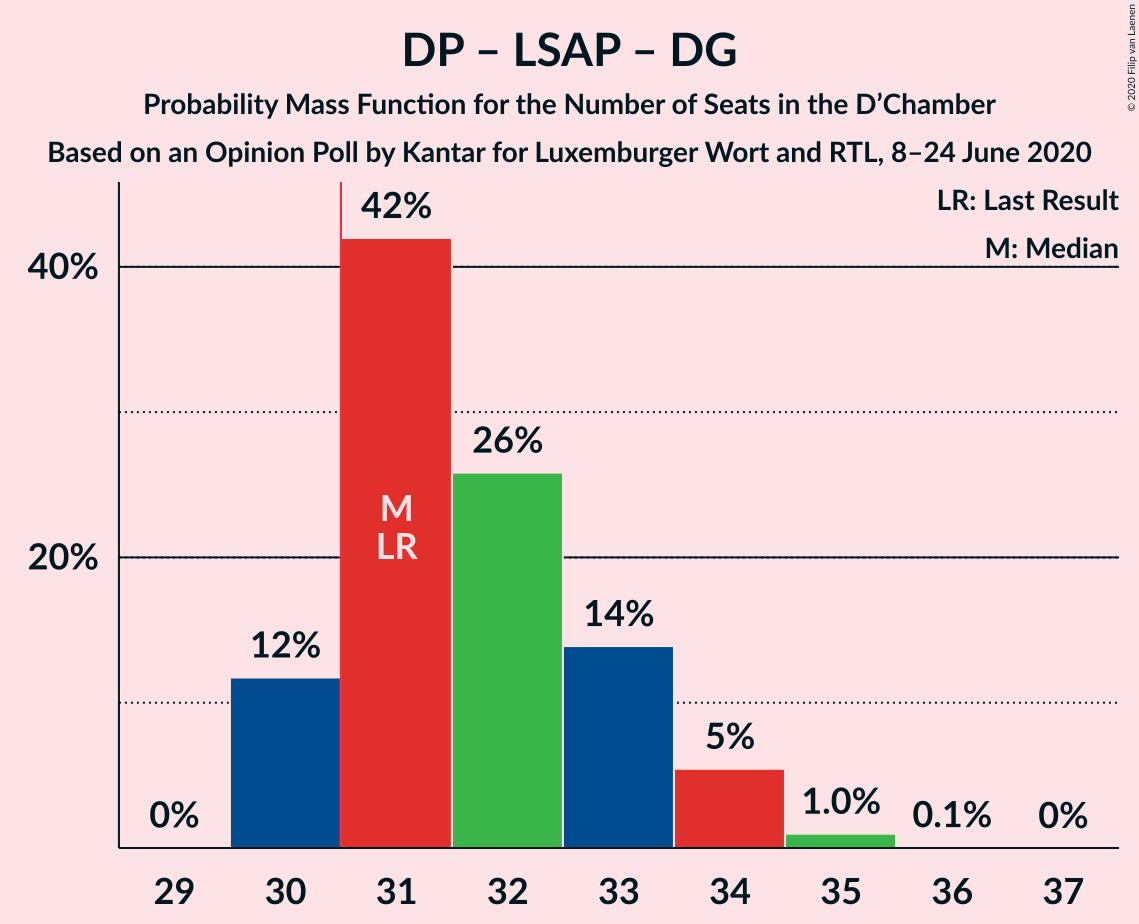 DP – LSAP – DG
Probability Mass Function for the Number of Seats in the D’Chamber
Based on an Opinion Poll by Kantar for Luxemburger Wort and RTL, 8–24 June 2020
© 2020 Filip van Laenen
LR: Last Result
M: Median
40%
20%
0%
12%
42%
26%
14%
5%
1.0%
0.1%
0%
M
LR
29 30 31 32 33 34 35 36 37